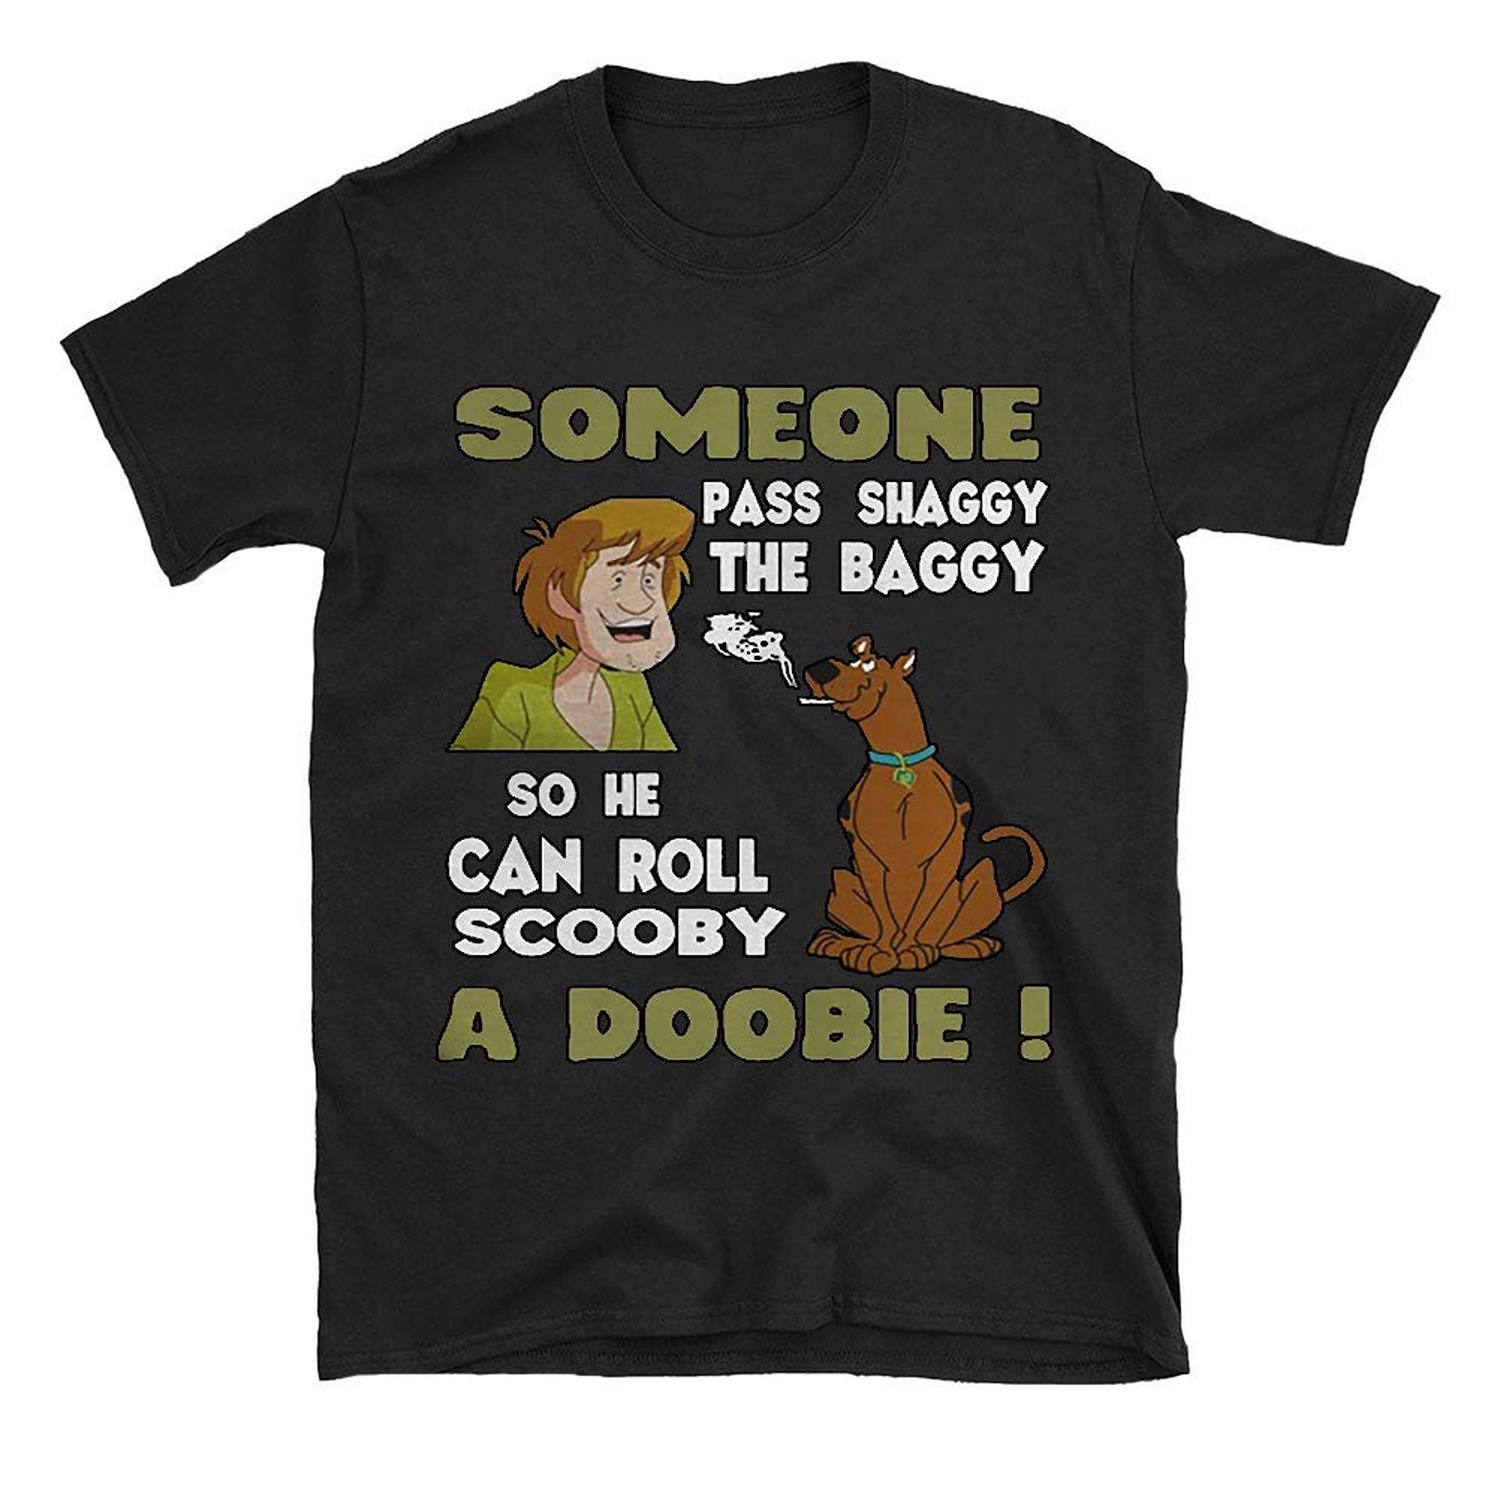 SOMEONE
PASS SHAGGY
THE BAGGY
SO HE
CAN ROLL
SCOOBY
A DOOBIE !